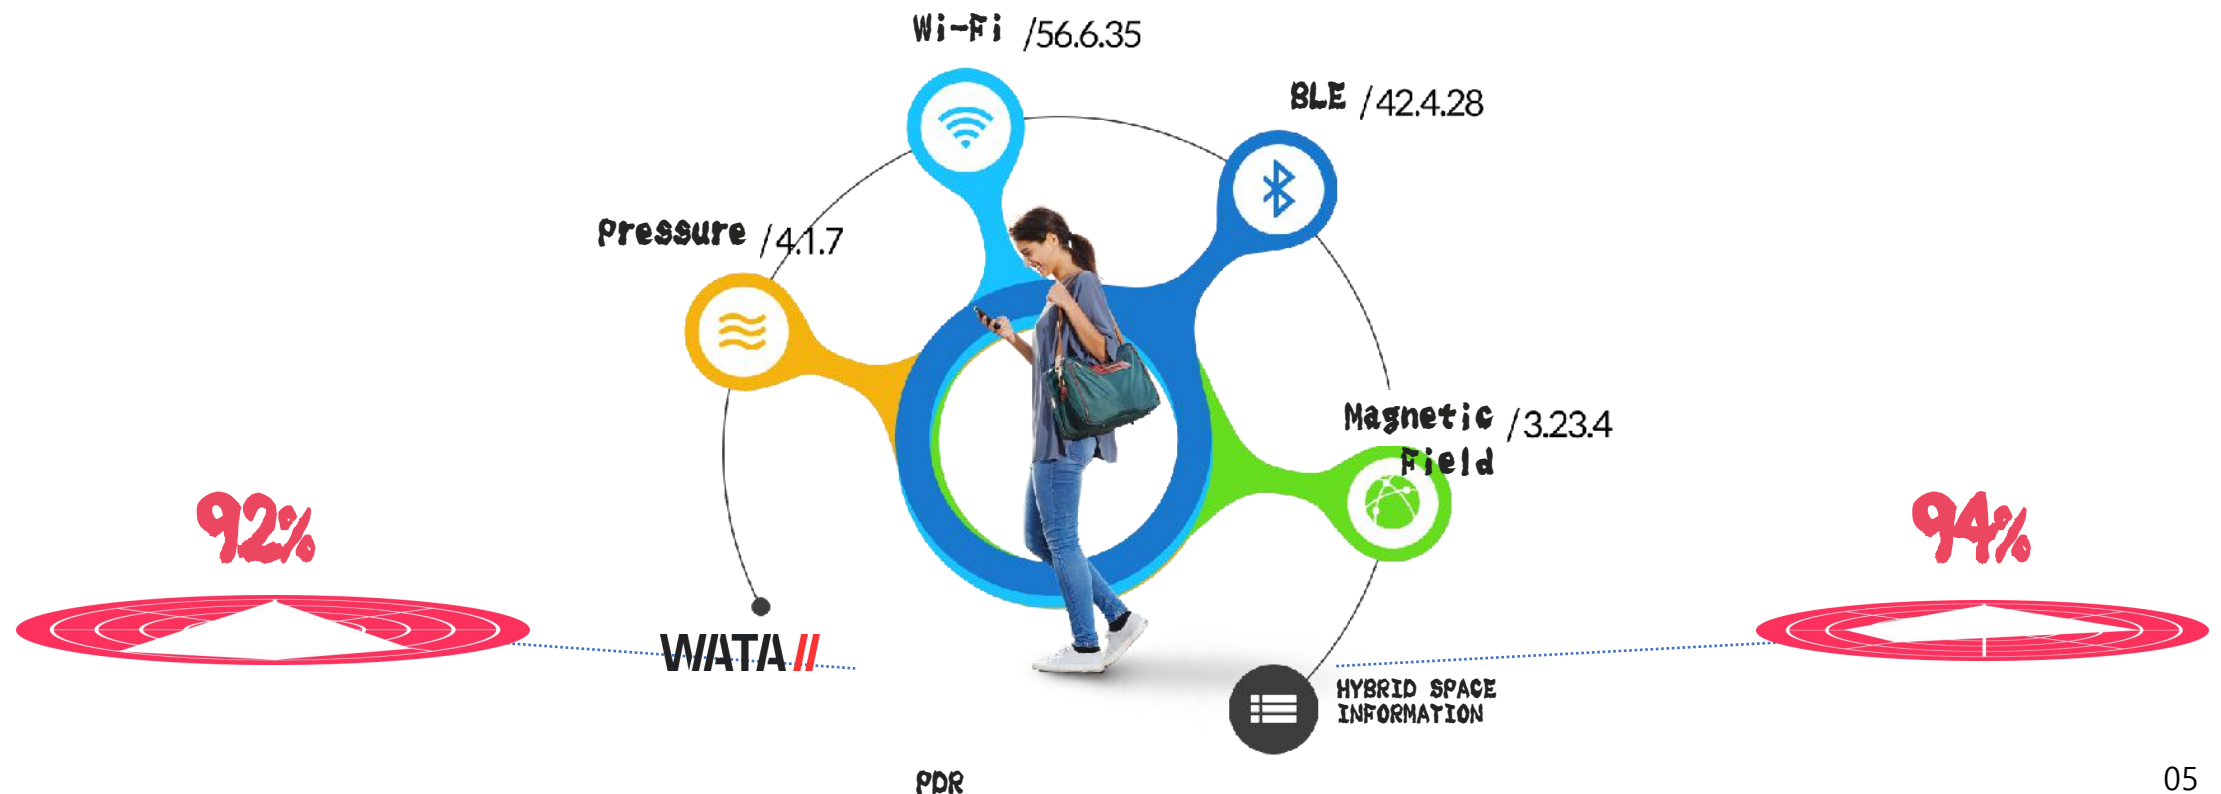 Wi-Fi /56.6.35
BLE /42.4.28
Pressure /4.1.7
Magnetic /3.23.4
Field
92%
94%
WATA//
HYBRID SPACE
INFORMATION
PDR
05